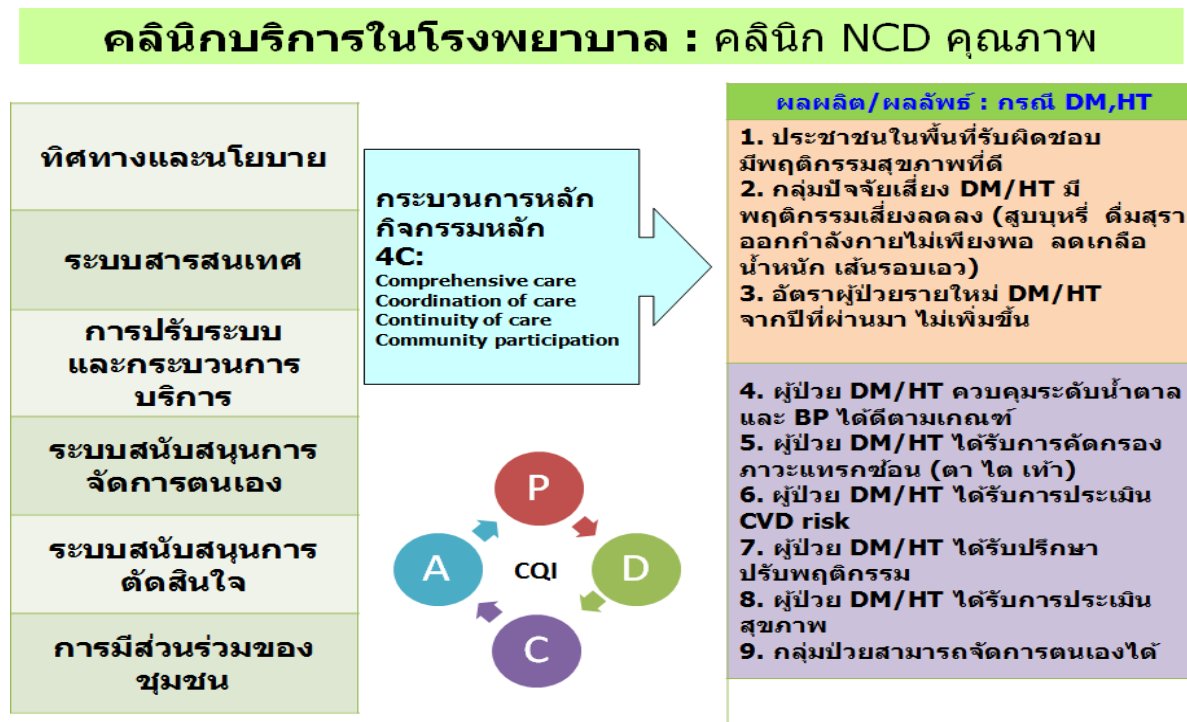 คลินิกบริการในโรงพยาบาล : คลินิก NCD คุณภาพ
ทิศทางและนโยบาย
ระบบสารสนเทศ
การปรับระบบ
และกระบวนการ
บริการ
ระบบสนับสนุนการ
จัดการตนเอง
ระบบสนับสนุนการ
ตัดสินใจ
การมีส่วนร่วมของ
ชุมชน
กระบวนการหลัก
กิจกรรมหลัก
4C:
Comprehensive care
Coordination of care
Continuity of care
Community participation
P
D
C
A
CQI
ผลผลิต/ผลลัพธ์ : กรณี DM,HT
1. ประชาชนในพื้นที่รับผิดชอบ
มีพฤติกรรมสุขภาพที่ดี
2. กลุ่มปัจจัยเสี่ยง DM/HT มี
พฤติกรรมเสี่ยงลดลง (สูบบุหรี่ ดื่มสุรา
ออกกำลังกายไม่เพียงพอ ลดเกลือ
น้ำหนัก เส้นรอบเอว)
3. อัตราผู้ป่วยรายใหม่ DM/HT
จากปีที่ผ่านมา ไม่เพิ่มขึ้น
4. ผู้ป่วย DM/HT ควบคุมระดับน้ำตาล
และ BP ได้ดีตามเกณฑ์
5. ผู้ป่วย DM/HT ได้รับการคัดกรอง
ภาวะแทรกซ้อน (ตา ไต เท้า)
6. ผู้ป่วย DM/HT ได้รับการประเมิน
CVD risk
7. ผู้ป่วย DM/HT ได้รับปรึกษา
ปรับพฤติกรรม
8. ผู้ป่วย DM/HT ได้รับการประเมิน
สุขภาพ
9. กลุ่มป่วยสามารถจัดการตนเองได้